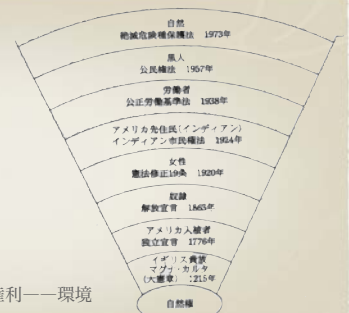 自然
絶滅危険種保護法 1973年
黒人
公民権法 1957年
労働者
公正労働基準法 1938年
アメリカ先住民(インディアン)
インディアン市民権法 1924年
女性
憲法修正19条 1920年
奴隷
解放宣言 1863年
アメリカ入植者
独立宣言 1776年
イギリス貴族
マグナ・カルタ
(大憲章) 1215年
自然権
利——環境